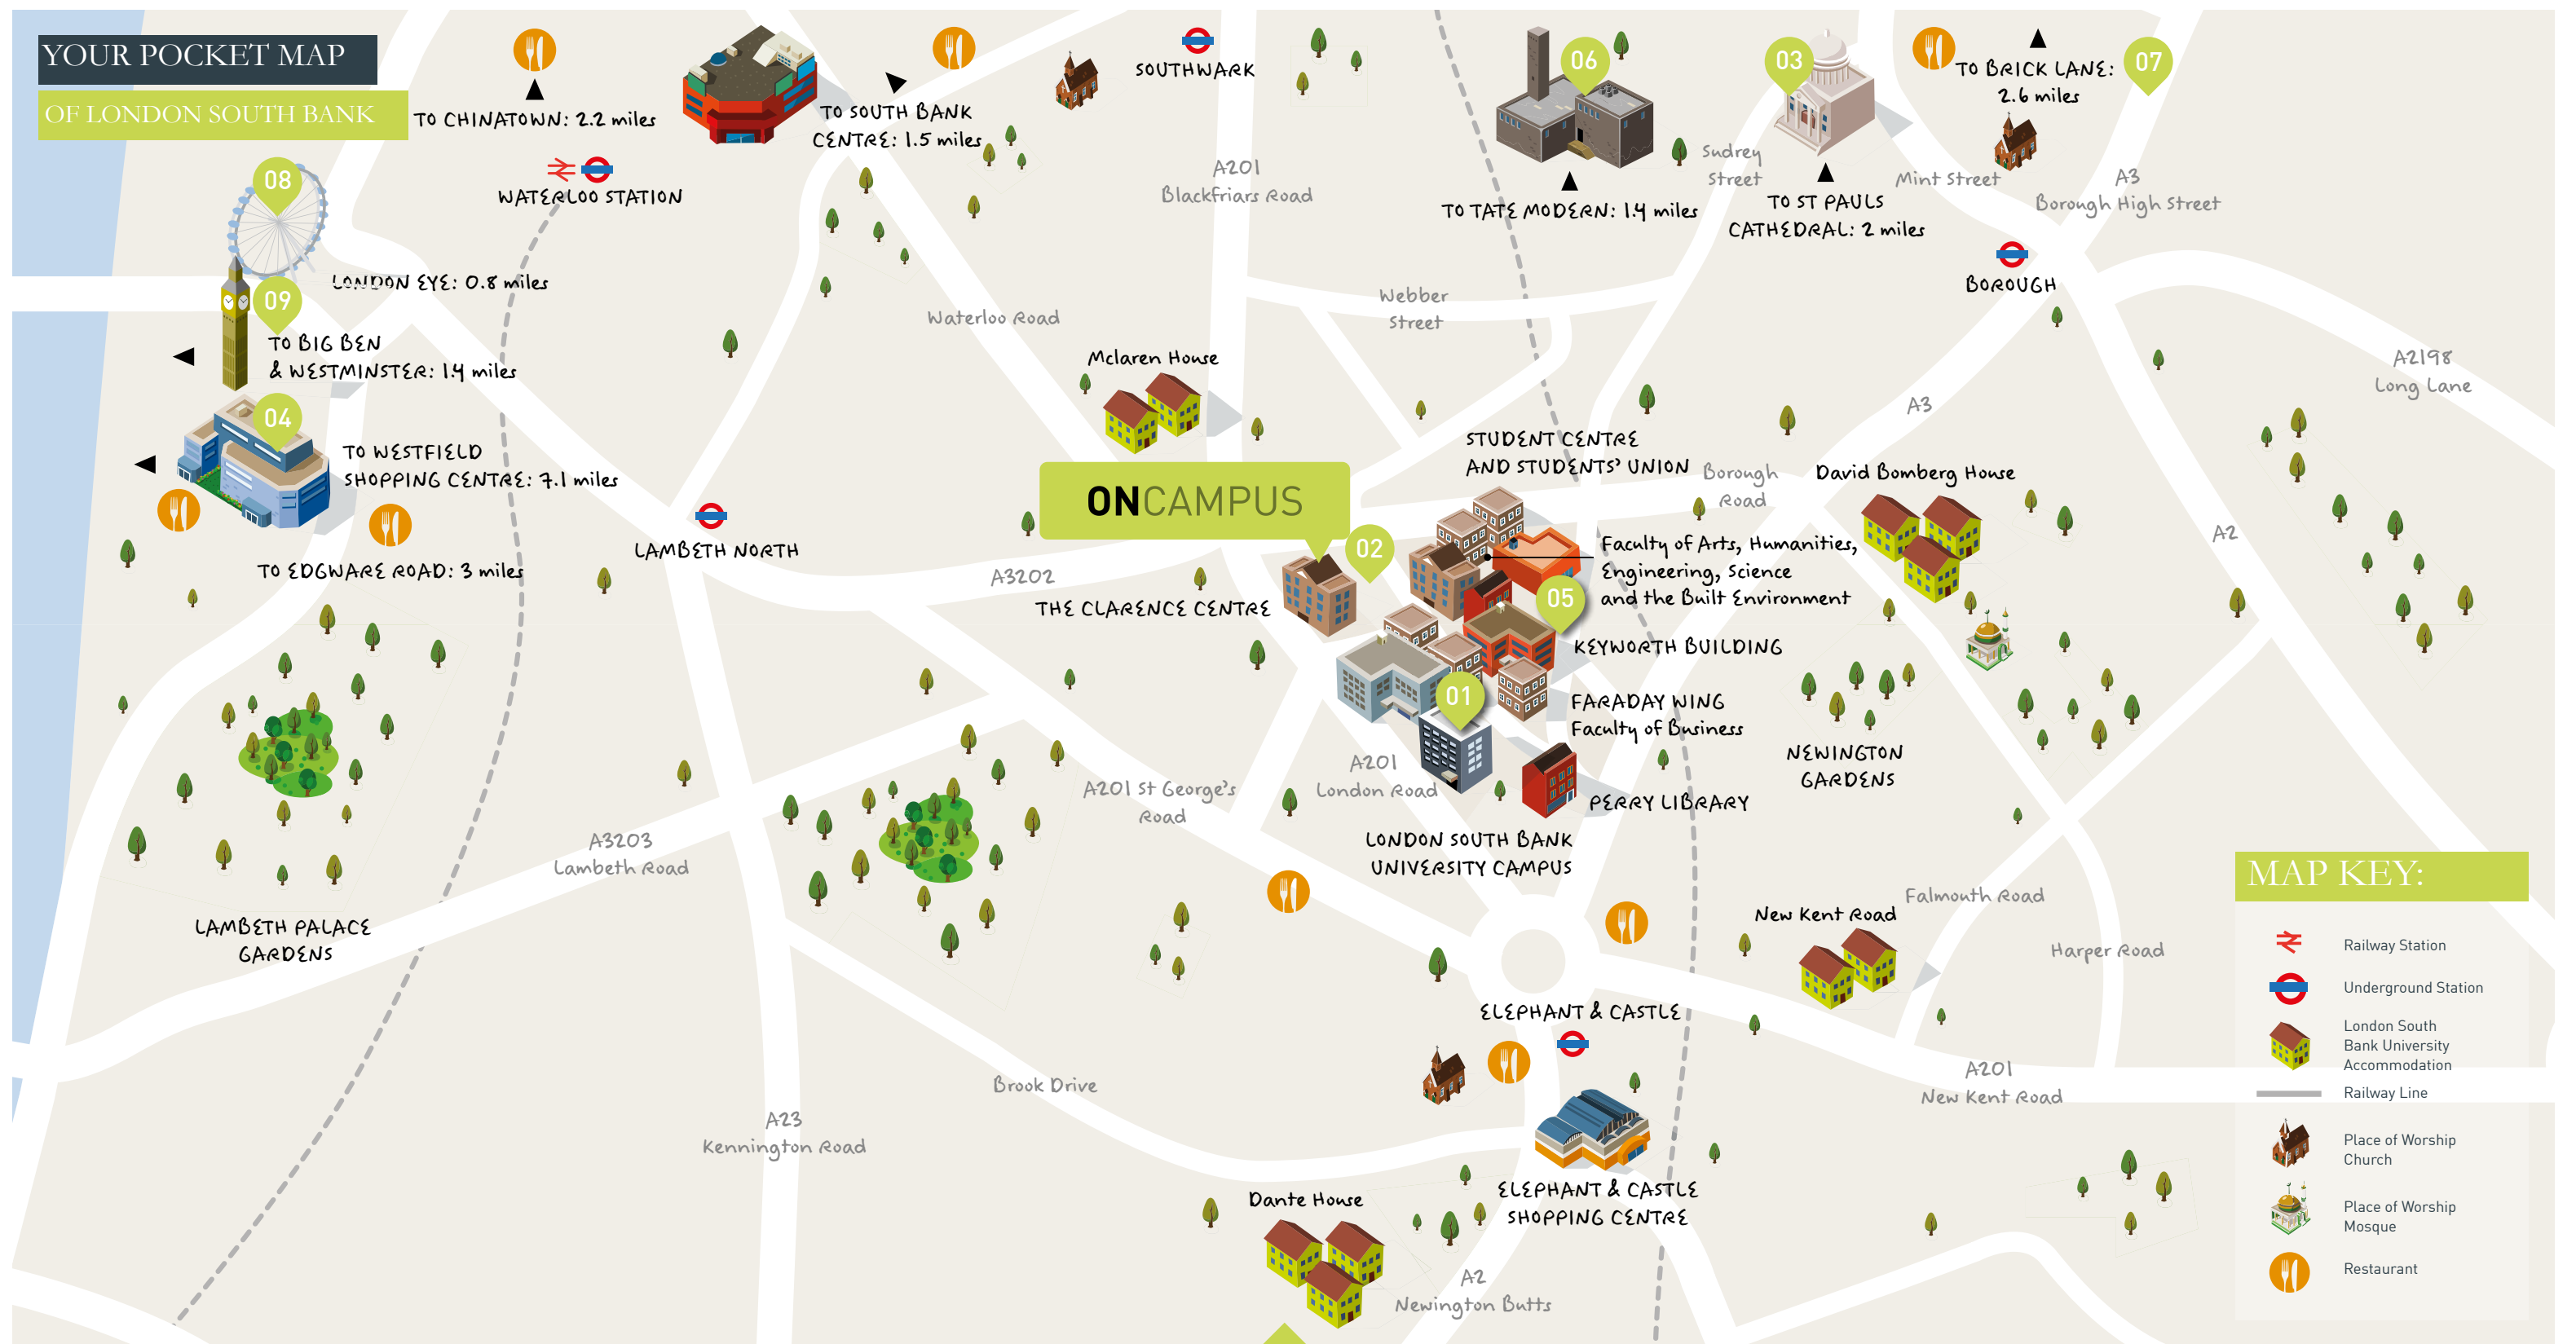 YOUR POCKET MAP
OF LONDON SOUTH BANK
TO CHINATOWN: 2.2 miles
WATERLOO STATION
TO SOUTH BANK
CENTRE: 1.5 miles
SOUTHWARK
A201
Blackfriars Road
06
TO TATE MODERN: 1.4 miles
03
Sudrey
Street
TO ST PAULS
CATHEDRAL: 2 miles
Mint Street
TO BRICK LANE:
2.6 miles
07
A3
Borough High Street
BOROUGH
08
LONDON EYE: 0.8 miles
09
TO BIG BEN
& WESTMINSTER: 1.4 miles
04
TO WESTFIELD
SHOPPING CENTRE: 7.1 miles
TO EDGWARE ROAD: 3 miles
Waterloo Road
Webber
Street
Mclaren House
A2198
Long Lane
A3
LAMBETH NORTH
ONCAMPUS
02
STUDENT CENTRE
AND STUDENTS' UNION
Borough
Road
David Bomberg House
A2
A3202
THE CLARENCE CENTRE
Faculty of Arts, Humanities,
Engineering, Science
and the Built Environment
05
KEYWORTH BUILDING
01
FARADAY WING
Faculty of Business
NEWINGTON
GARDENS
A201
London Road
A201 St George's
Road
PERRY LIBRARY
LONDON SOUTH BANK
UNIVERSITY CAMPUS
A3203
Lambeth Road
LAMBETH PALACE
GARDENS
New Kent Road
Falmouth Road
Harper Road
ELEPHANT & CASTLE
A201
New Kent Road
Brook Drive
A23
Kennington Road
ELEPHANT & CASTLE
SHOPPING CENTRE
Dante House
A2
Newington Butts
MAP KEY:
Railway Station
Underground Station
London South
Bank University
Accommodation
Railway Line
Place of Worship
Church
Place of Worship
Mosque
Restaurant